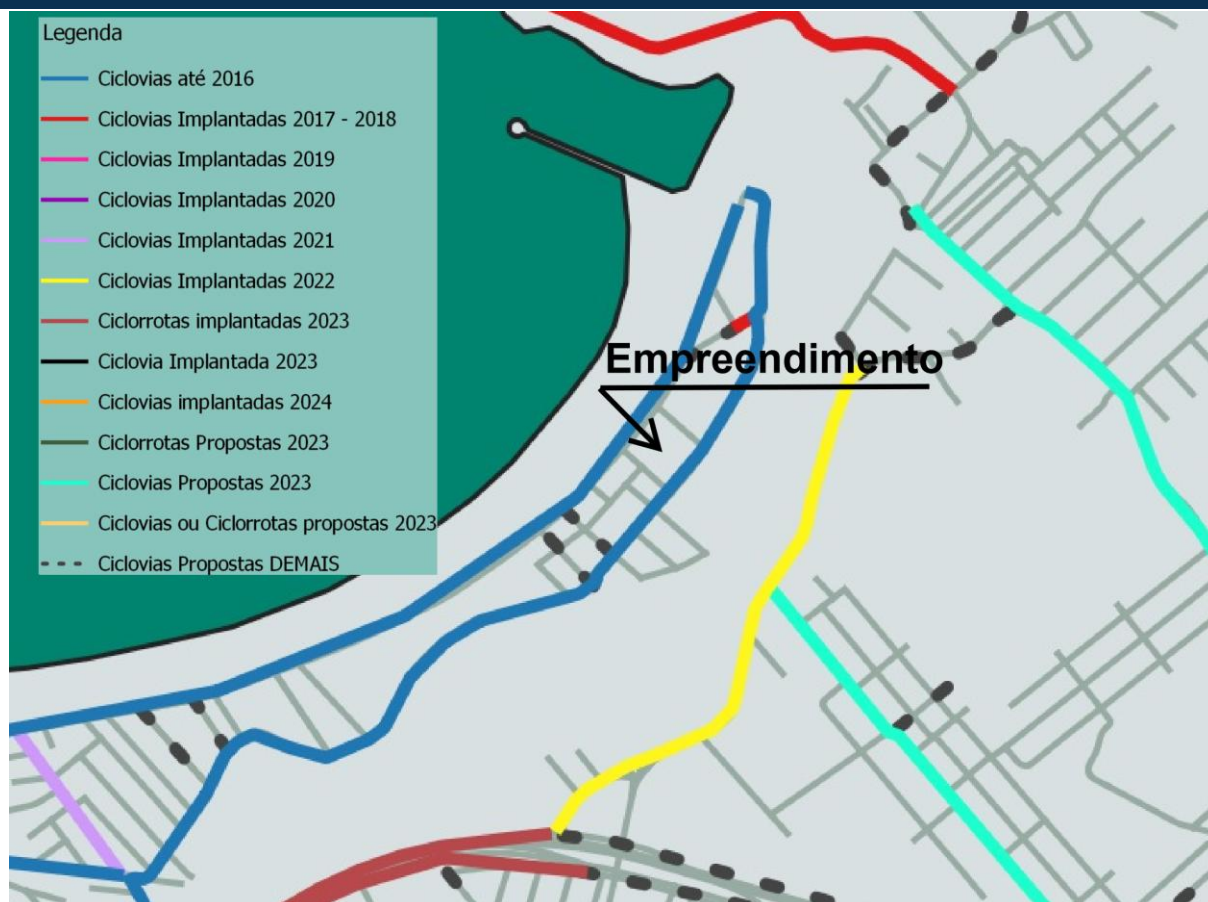 Legenda
Ciclovias até 2016
Ciclovias Implantadas 2017 - 2018
Ciclovias Implantadas 2019
Ciclovias Implantadas 2020
Ciclovias Implantadas 2021
Ciclovias Implantadas 2022
Ciclorrotas implantadas 2023
Ciclovia Implantada 2023
Ciclovias implantadas 2024
Ciclorrotas Propostas 2023
Ciclovias Propostas 2023
Ciclovias ou Ciclorrotas propostas 2023
Ciclovias Propostas DEMAIS
Empreendimento